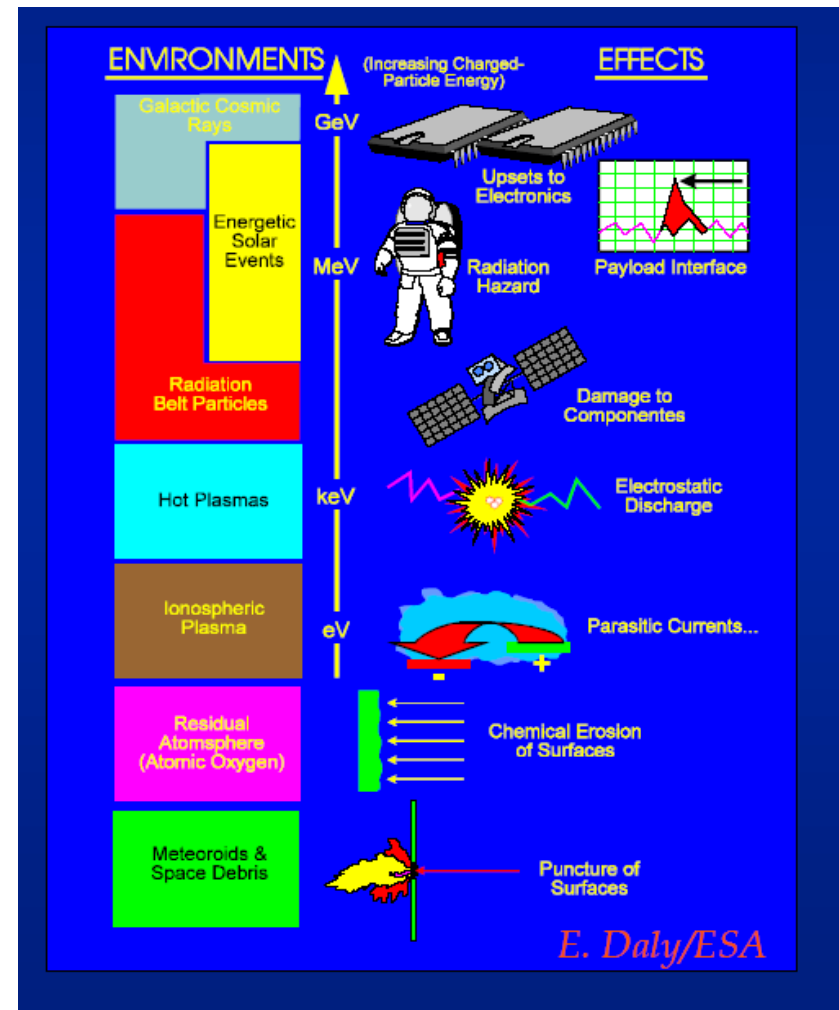 ENVIRONMENTS
(Increasing Charged-
Particle Energy)
EFFECTS
Galactic Cosmic
Rays
GeV
Upsets to
Electronics
Energetic
Solar
Events
MeV
Radiation
Hazard
Payload Interface
Radiation
Belt Particles
Damage to
Componentes
Hot Plasmas
keV
Electrostatic
Discharge
Ionospheric
Plasma
eV
Parasitic Currents...
-
+
Residual
Atomsphere
(Atomic Oxygen)
Chemical Erosion
of Surfaces
Meteoroids &
Space Debris
Puncture of
Surfaces
E. Daly/ESA